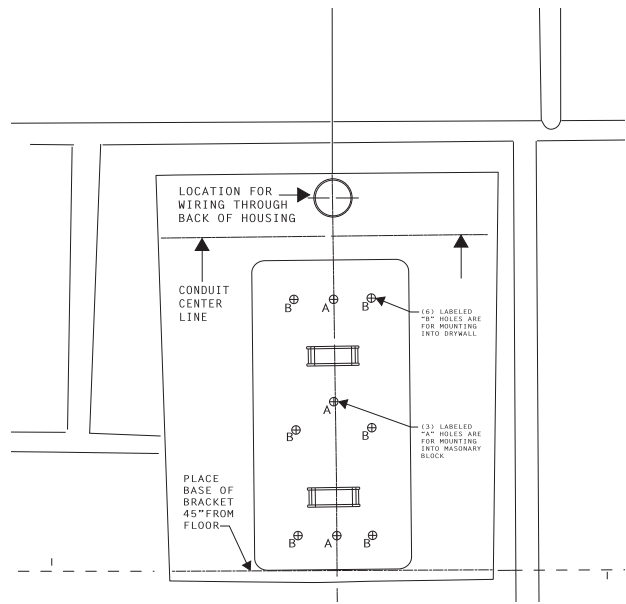 LOCATION FOR
WIRING THROUGH
BACK OF HOUSING
CONDUIT
CENTER
LINE
B
A
B
(6) LABELED
"B" HOLES ARE
FOR MOUNTING
INTO DRYWALL
A
B
B
(3) LABELED
"A" HOLES ARE
FOR MOUNTING
INTO MASONARY
BLOCK
PLACE
BASE OF
BRACKET
45"FROM
FLOOR
B
A
B